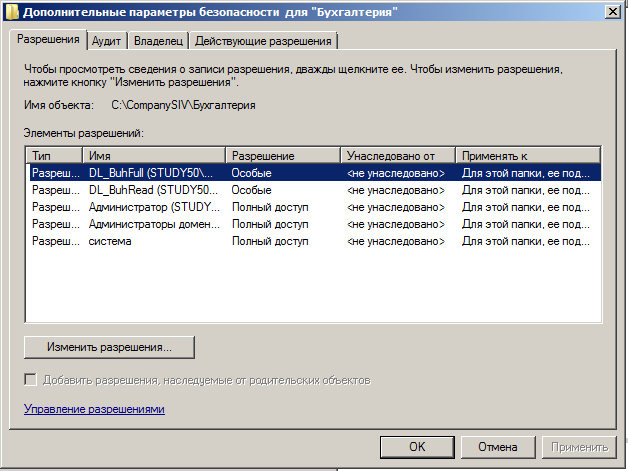 Дополнительные параметры безопасности для "Бухгалтерия"
Разрешения Аудит Владелец Действующие разрешения
Чтобы просмотреть сведения о записи разрешения, дважды щелкните ее. Чтобы изменить разрешения,
нажмите кнопку "Изменить разрешения".
Имя объекта: C:\CompanySIV\Бухгалтерия
Элементы разрешений:
Тип Имя Разрешение Унаследовано от Применять к
Разреш... DL_BuhFull (STUDY50\... Особые <не унаследовано> Для этой папки, ее под...
Разреш... DL_BuhRead (STUDY50... Особые <не унаследовано> Для этой папки, ее под...
Разреш... Администратор (STUDY... Полный доступ <не унаследовано> Для этой папки, ее под...
Разреш... Администраторы домен... Полный доступ <не унаследовано> Для этой папки, ее под...
Разреш... система Полный доступ <не унаследовано> Для этой папки, ее под...
Изменить разрешения...
Добавить разрешения, наследуемые от родительских объектов
Управление разрешениями
OK Отмена Применить